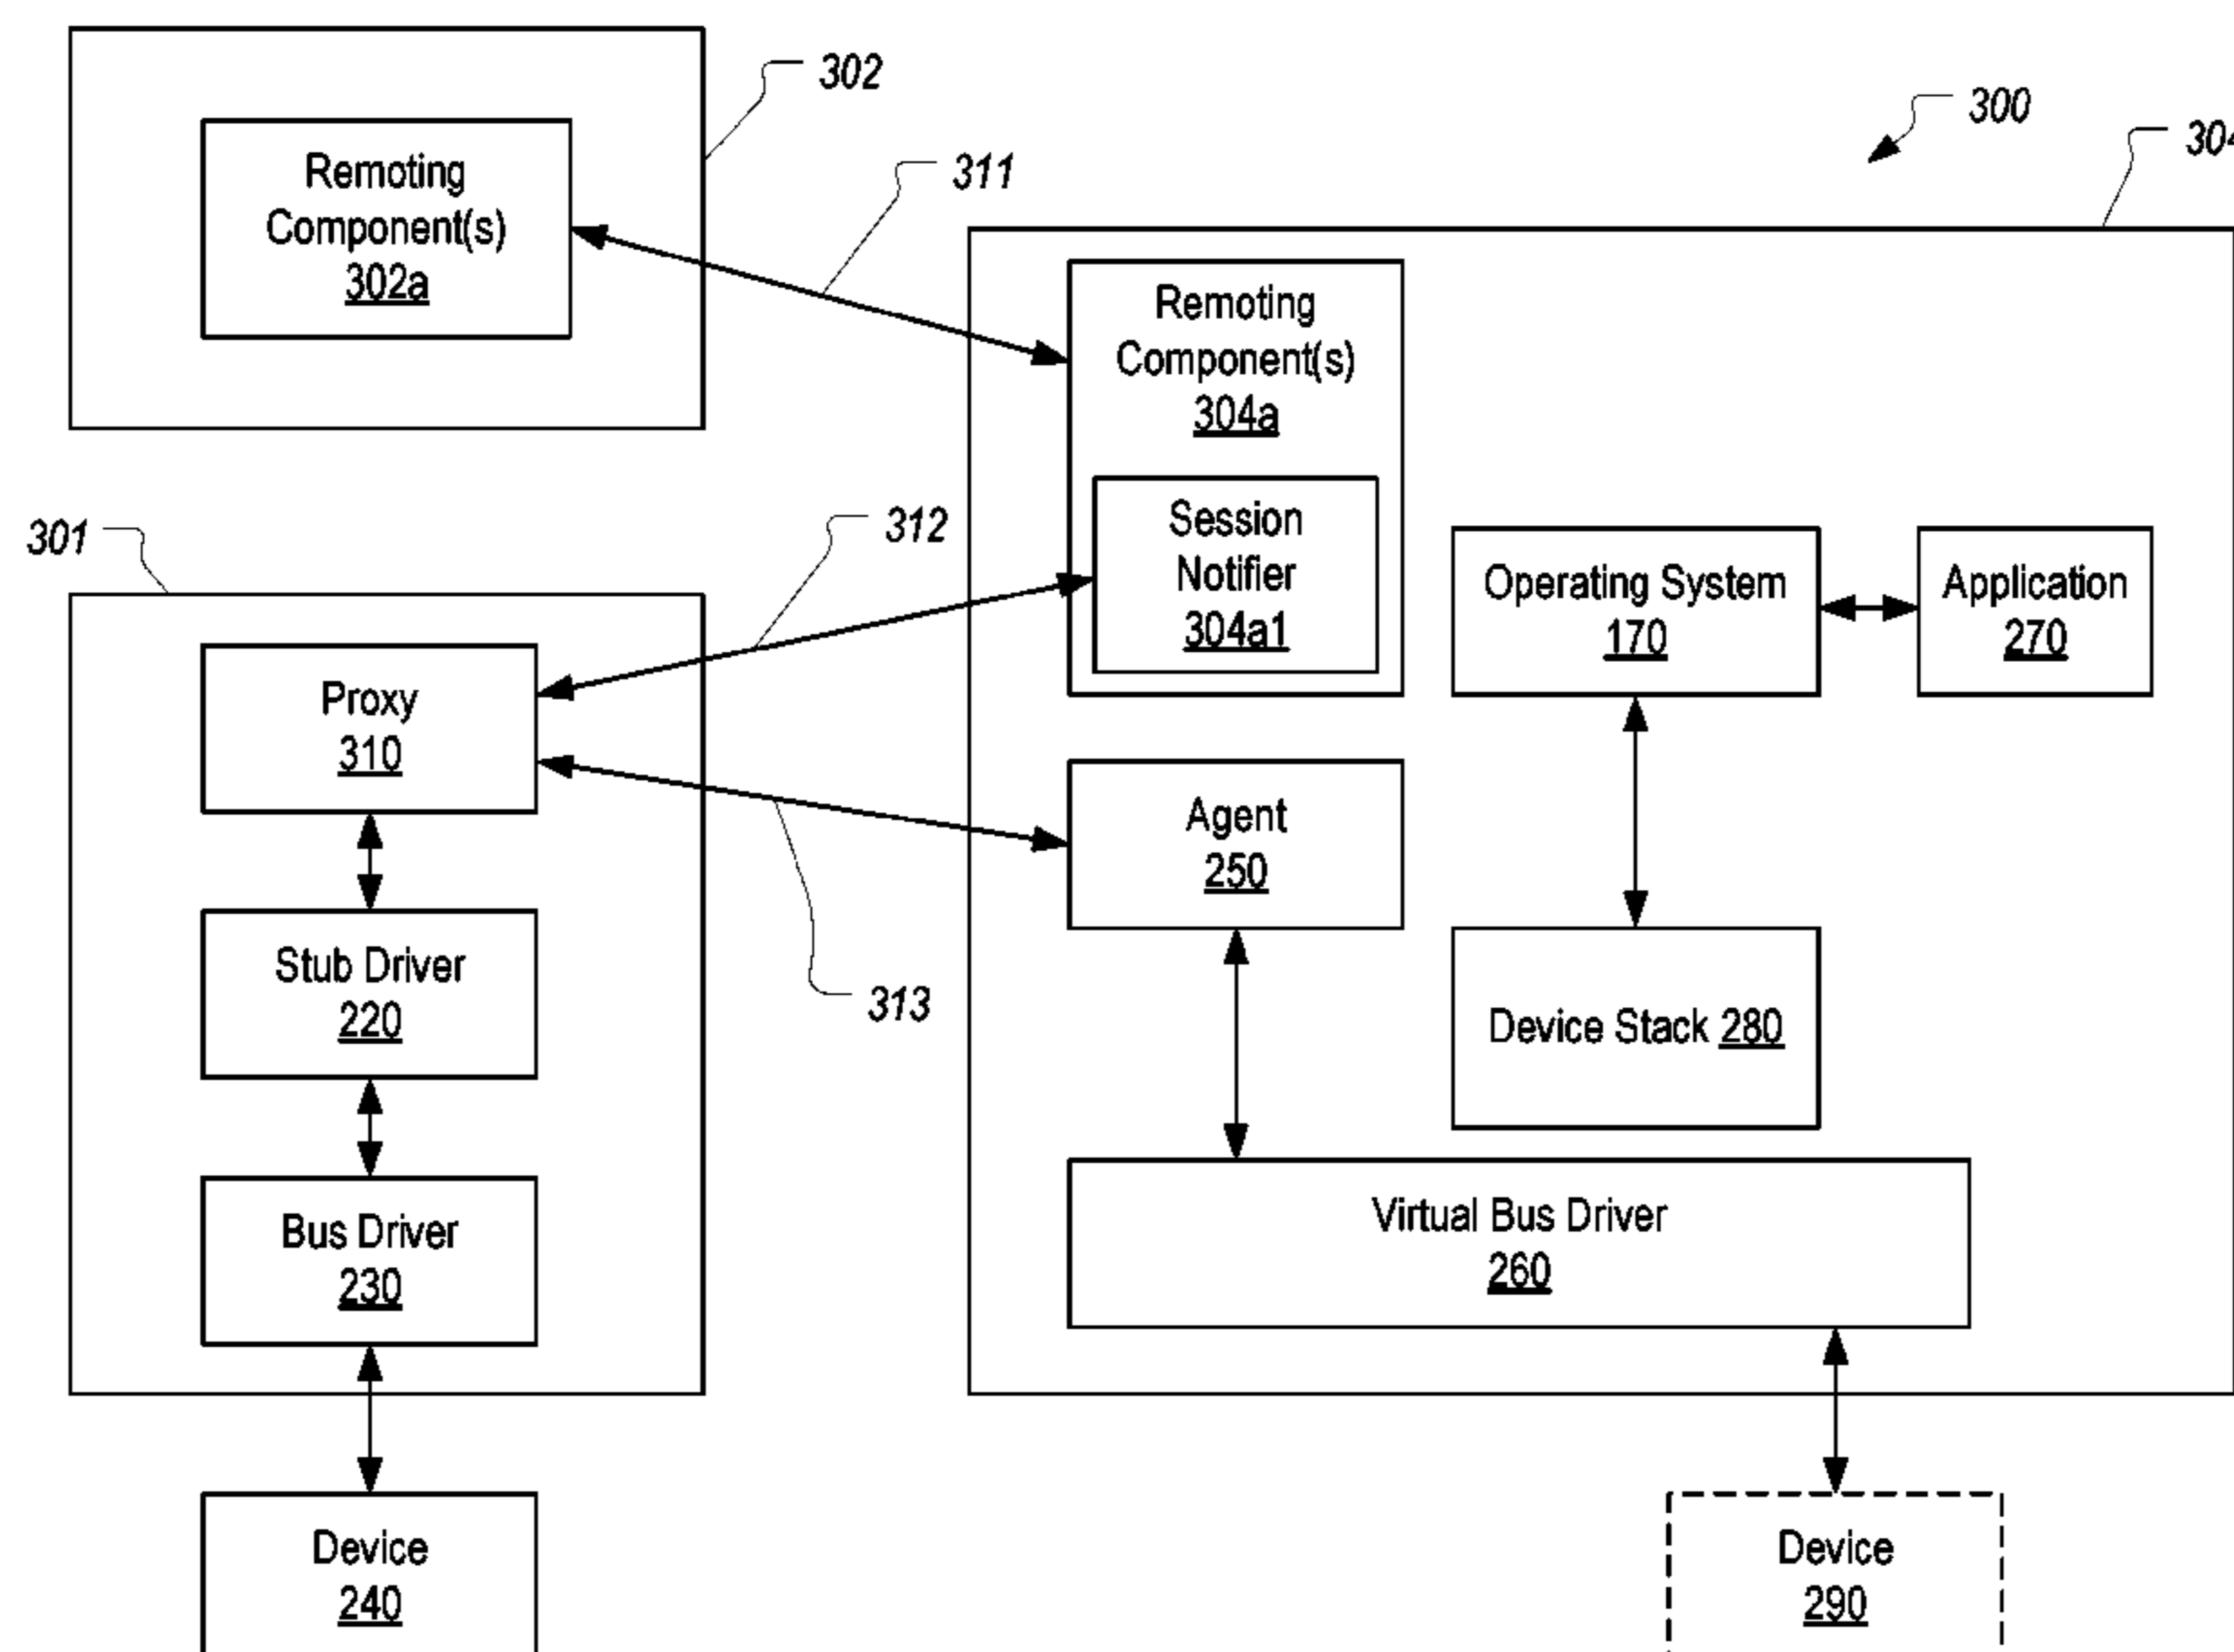 302
300
304
Remoting
Component(s)
302a
311
Remoting
Component(s)
304a
Session
Notifier
304a1
301
312
Operating System
170
Application
270
Proxy
310
Agent
250
313
Stub Driver
220
Device Stack 280
Bus Driver
230
Virtual Bus Driver
260
Device
240
Device
290